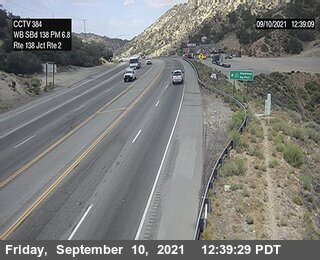 CCTV 384
WB SBd 138 PM 6.8
Rte 138 Jct Rte 2
09/10/2021 12:39:09
Friday, September 10, 2021 12:39:29 PDT